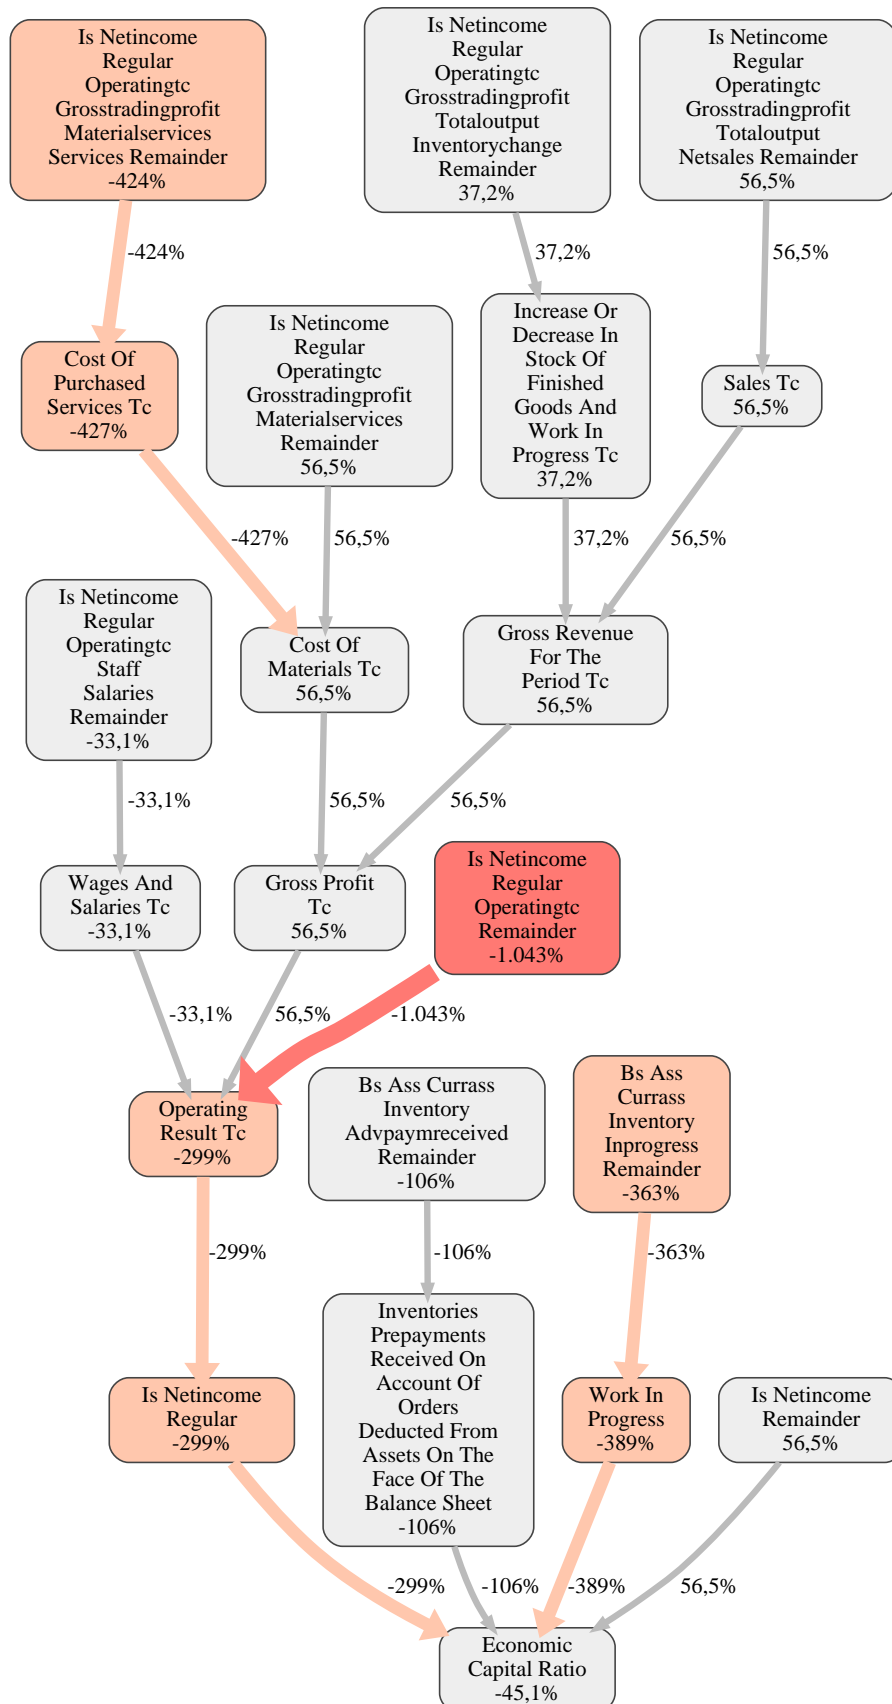 Is Netincome
Regular
Operatingtc
Grosstradingprofit
Materialservices
Services Remainder
-424%
Is Netincome
Regular
Operatingtc
Grosstradingprofit
Totaloutput
Inventorychange
Remainder
37,2%
Is Netincome
Regular
Operatingtc
Grosstradingprofit
Totaloutput
Netsales Remainder
56,5%
-424%
37,2%
56,5%
Cost Of
Purchased
Services Tc
-427%
Is Netincome
Regular
Operatingtc
Grosstradingprofit
Materialservices
Remainder
56,5%
Increase Or
Decrease In
Stock Of
Finished
Goods And
Work In
Progress Tc
37,2%
Sales Tc
56,5%
-427%
56,5%
37,2%
56,5%
Is Netincome
Regular
Operatingtc
Staff
Salaries
Remainder
-33,1%
Cost Of
Materials Tc
56,5%
Gross Revenue
For The
Period Tc
56,5%
-33,1%
56,5%
56,5%
Wages And
Salaries Tc
-33,1%
Gross Profit
Tc
56,5%
Is Netincome
Regular
Operatingtc
Remainder
-1.043%
-33,1%
56,5%
-1.043%
Operating
Result Tc
-299%
Bs Ass Currass
Inventory
Advpaymreceived
Remainder
-106%
Bs Ass
Currass
Inventory
Inprogress
Remainder
-363%
-299%
-106%
-363%
Is Netincome
Regular
-299%
Inventories
Prepayments
Received On
Account Of
Orders
Deducted From
Assets On The
Face Of The
Balance Sheet
-106%
Work In
Progress
-389%
Is Netincome
Remainder
56,5%
-299%
-106%
-389%
56,5%
Economic
Capital Ratio
-45,1%